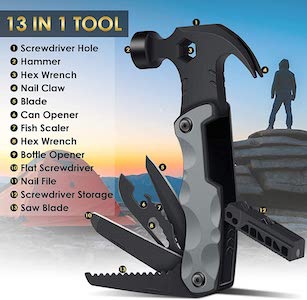 13 IN 1 TOOL
1 Screwdriver Hole
2 Hammer
3 Hex Wrench
4 Nail Claw
5 Blade
6 Can Opener
7 Fish Scaler
8 Hex Wrench
9 Bottle Opener
10 Flat Screwdriver
11 Nail File
12 Screwdriver Storage
13 Saw Blade